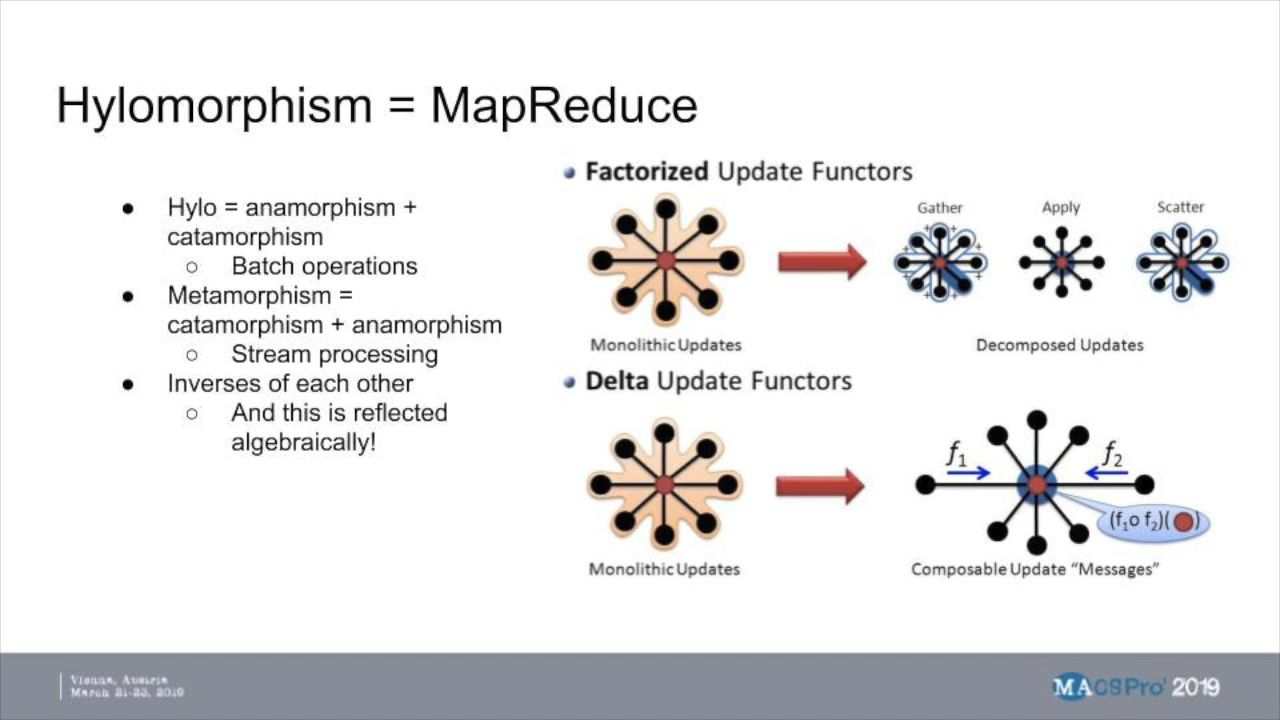 Hylomorphism = MapReduce
● Hylo = anamorphism +
catamorphism
○ Batch operations
● Metamorphism =
catamorphism + anamorphism
○ Stream processing
● Inverses of each other
○ And this is reflected
algebraically!
Factorized Update Functors
Gather Apply Scatter
Monolithic Updates
Decomposed Updates
Delta Update Functors
f₁ f₂
(f₁o f₂)( )
Monolithic Updates
Composable Update “Messages”
Vienna, Austria
March 21-23, 2019
MACSPro' 2019